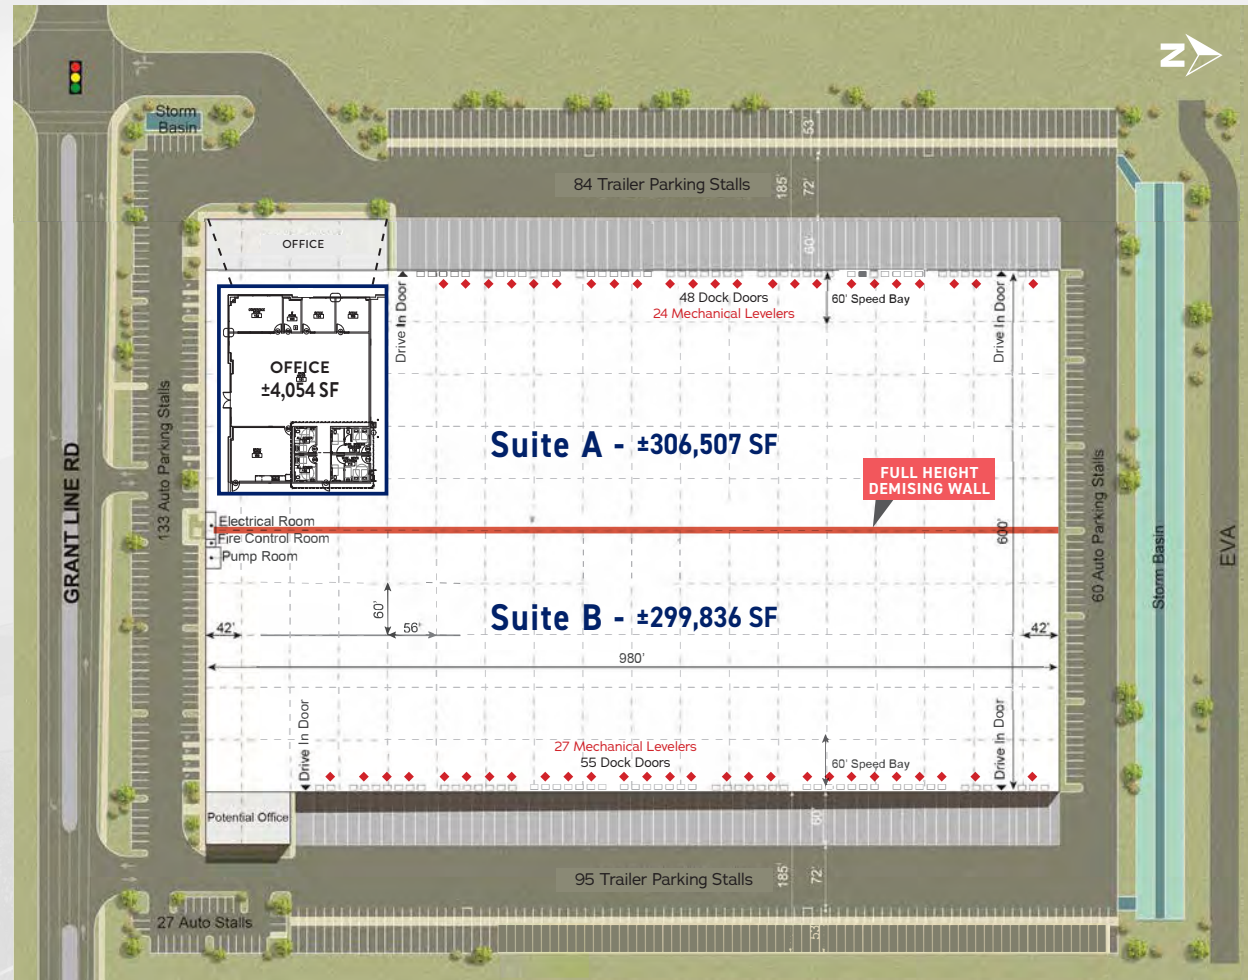 N
Storm
Basin
53'
84 Trailer Parking Stalls
185'
72'
60'
OFFICE
48 Dock Doors
24 Mechanical Levelers
60' Speed Bay
Drive In Door
Drive In Door
OFFICE
±4,054 SF
Suite A - ±306,507 SF
FULL HEIGHT
DEMISING WALL
GRANT LINE RD
133 Auto Parking Stalls
Electrical Room
Fire Control Room
Pump Room
600'
60 Auto Parking Stalls
Storm Basin
EVA
60'
56'
42'
Suite B - ±299,836 SF
42'
980'
Drive In Door
27 Mechanical Levelers
55 Dock Doors
60' Speed Bay
Drive In Door
Potential Office
60'
95 Trailer Parking Stalls
185'
72'
27 Auto Stalls
53'